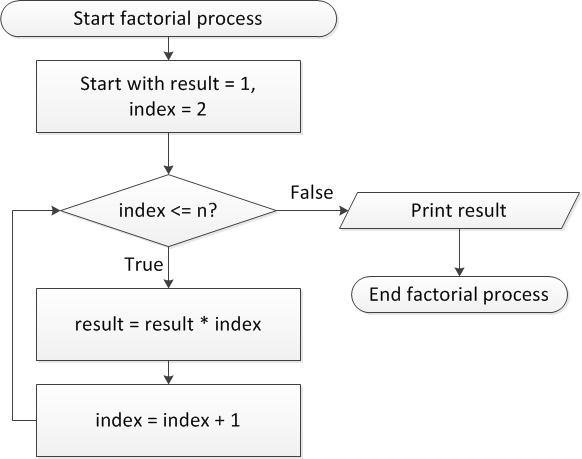 Start factorial process
Start with result = 1,
index = 2
index <= n?
False
Print result
True
End factorial process
result = result * index
index = index + 1